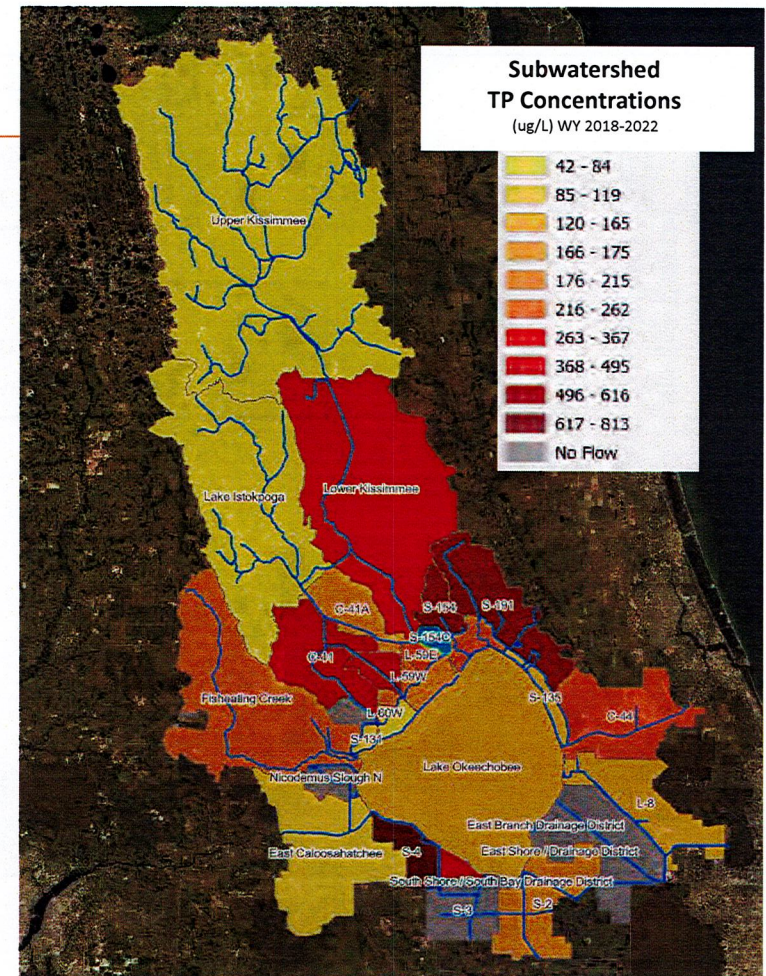 Subwatershed
TP Concentrations
(ug/L) WY 2018-2022
42 - 84
85 - 119
120 - 165
166 - 175
176 - 215
216 - 262
263 - 367
368 - 495
496 - 616
617 - 813
No Flow
Upper Kissimmee
Lake Istokpoga
Lower Kissimmee
C-41A
S-154
S-191
S-154C
L-59E
C-41
L-59W
Fisheating Creek
S-135
L-60W
C-44
S-131
Lake Okeechobee
Nicodemus Slough N
L-8
East Branch Drainage District
East Caloosahatchee
S-4
East Shore / Drainage District
South Shore / South Bay Drainage District
S-3
S-2